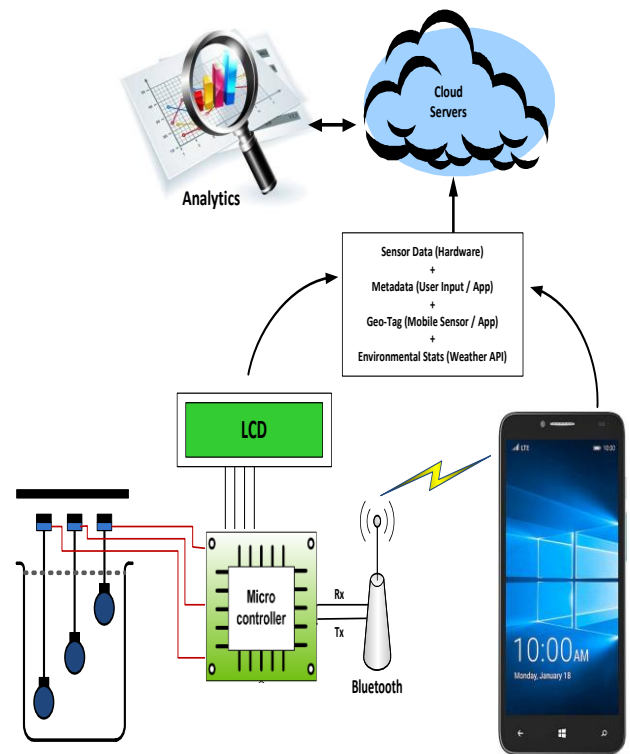 Cloud
Servers
Analytics
Sensor Data (Hardware)
+
Metadata (User Input / App)
+
Geo-Tag (Mobile Sensor / App)
+
Environmental Stats (Weather API)
LCD
LTE
10:00
Micro
controller
Rx
Tx
Bluetooth
10:00AM
Monday, January 18